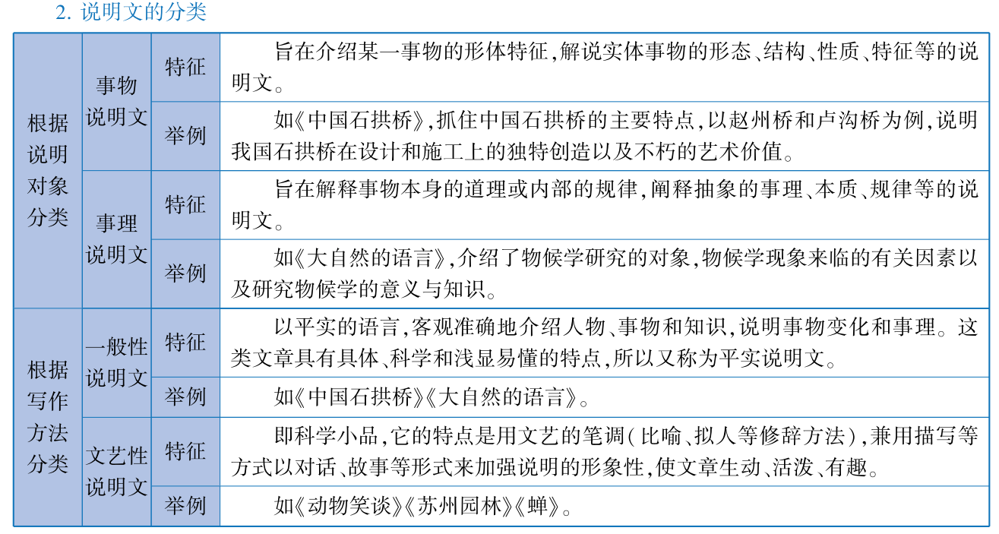 2. 说明文的分类
根据
说明
对象
分类
事物
说明文
特征
旨在介绍某一事物的形体特征,解说实体事物的形态、结构、性质、特征等的说
明文。
举例
如《中国石拱桥》,抓住中国石拱桥的主要特点,以赵州桥和卢沟桥为例,说明
我国石拱桥在设计和施工上的独特创造以及不朽的艺术价值。
事理
说明文
特征
旨在解释事物本身的道理或内部的规律,阐释抽象的事理、本质、规律等的说
明文。
举例
如《大自然的语言》,介绍了物候学研究的对象,物候学现象来临的有关因素以
及研究物候学的意义与知识。
根据
写作
方法
分类
一般性
说明文
特征
以平实的语言,客观准确地介绍人物、事物和知识,说明事物变化和事理。这
类文章具有具体、科学和浅显易懂的特点,所以又称为平实说明文。
举例
如《中国石拱桥》《大自然的语言》。
文艺性
说明文
特征
即科学小品,它的特点是用文艺的笔调(比喻、拟人等修辞方法),兼用描写等
方式以对话、故事等形式来加强说明的形象性,使文章生动、活泼、有趣。
举例
如《动物笑谈》《苏州园林》《蝉》。